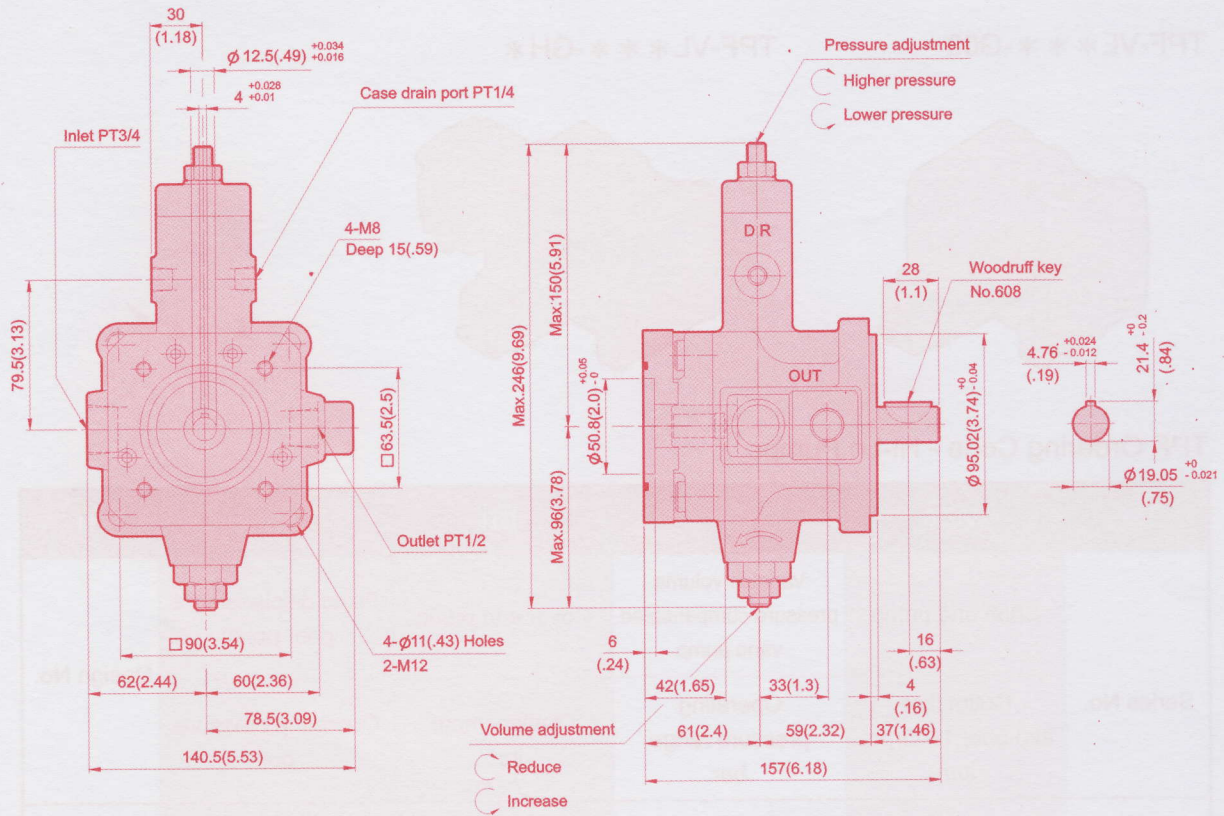 30
(1.18)
ϕ12.5(.49) +0.034 +0.016
4 +0.028 +0.01
Case drain port PT1/4
Inlet PT3/4
4-M8
Deep 15(.59)
79.5(3.13)
□63.5(2.5)
Outlet PT1/2
□90(3.54)
4-ϕ11(.43) Holes
2-M12
62(2.44)
60(2.36)
78.5(3.09)
140.5(5.53)
Pressure adjustment
Higher pressure
Lower pressure
Max.246(9.69)
Max.150(5.91)
Max.96(3.78)
D R
OUT
28
(1.1)
Woodruff key
No.608
ϕ50.8(2.0) +0.05 -0
ϕ95.02(3.74) +0 -0.04
4.76 +0.024 -0.012
(.19)
21.4 +0 -0.2
(.84)
ϕ19.05 +0 -0.021
(.75)
6
(.24)
16
(.63)
42(1.65)
33(1.3)
4
(.16)
61(2.4)
59(2.32)
37(1.46)
157(6.18)
Volume adjustment
Reduce
Increase
TPF-VL＊＊＊＊-GH＊
Series No.